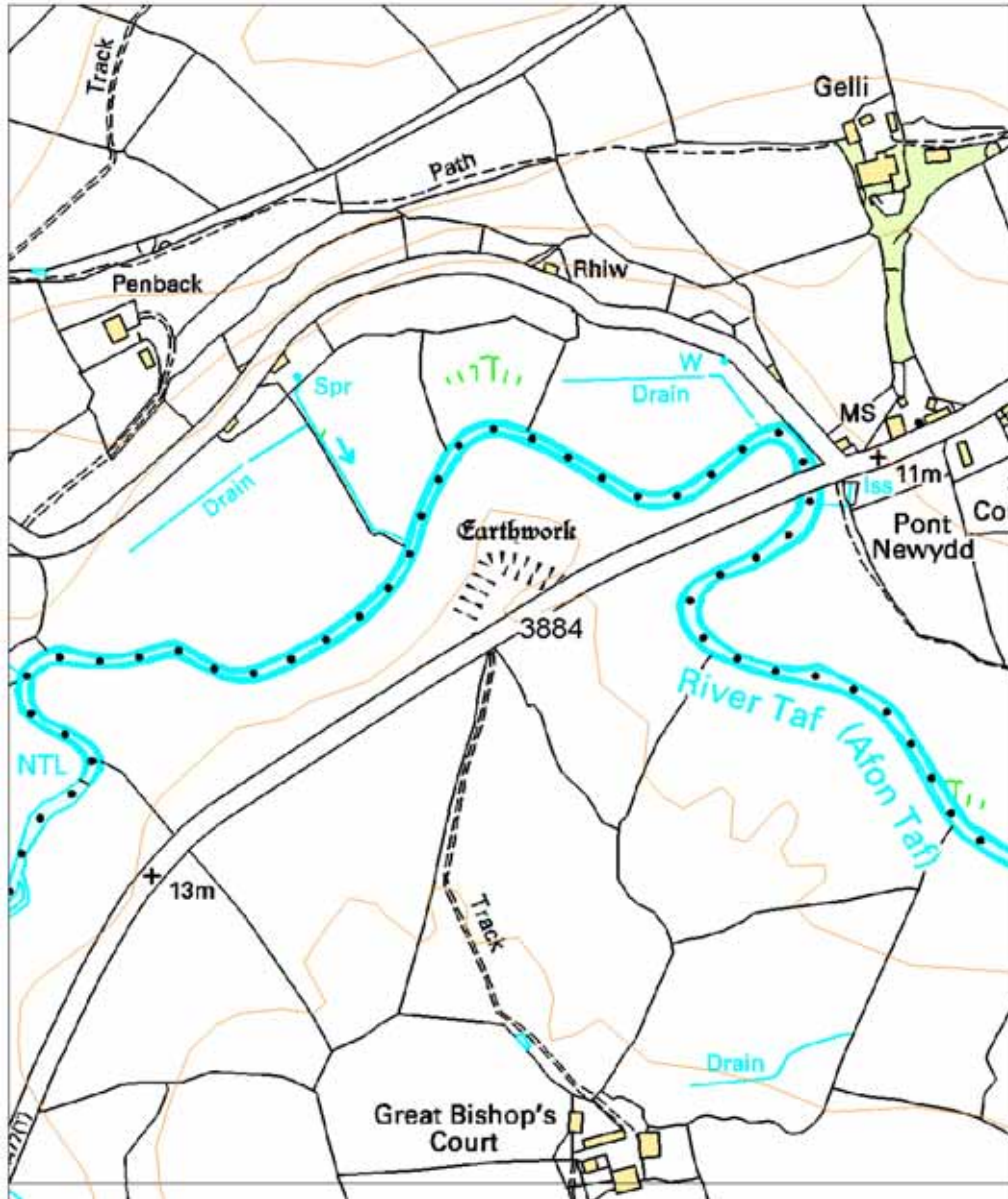 Track
Gelli
Path
Penback
Rhiw
W
Drain
Spr
MS
11m
Iss
Drain
Earthwork
Pont
Newydd
Co
3884
River Taf (Afon Taf)
NTL
13m
Track
Drain
Great Bishop's
Court